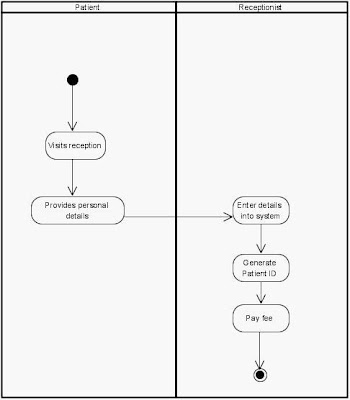 Patient
Receptionist
Visits reception
Provides personal
details
Enter details
into system
Generate
Patient ID
Pay fee